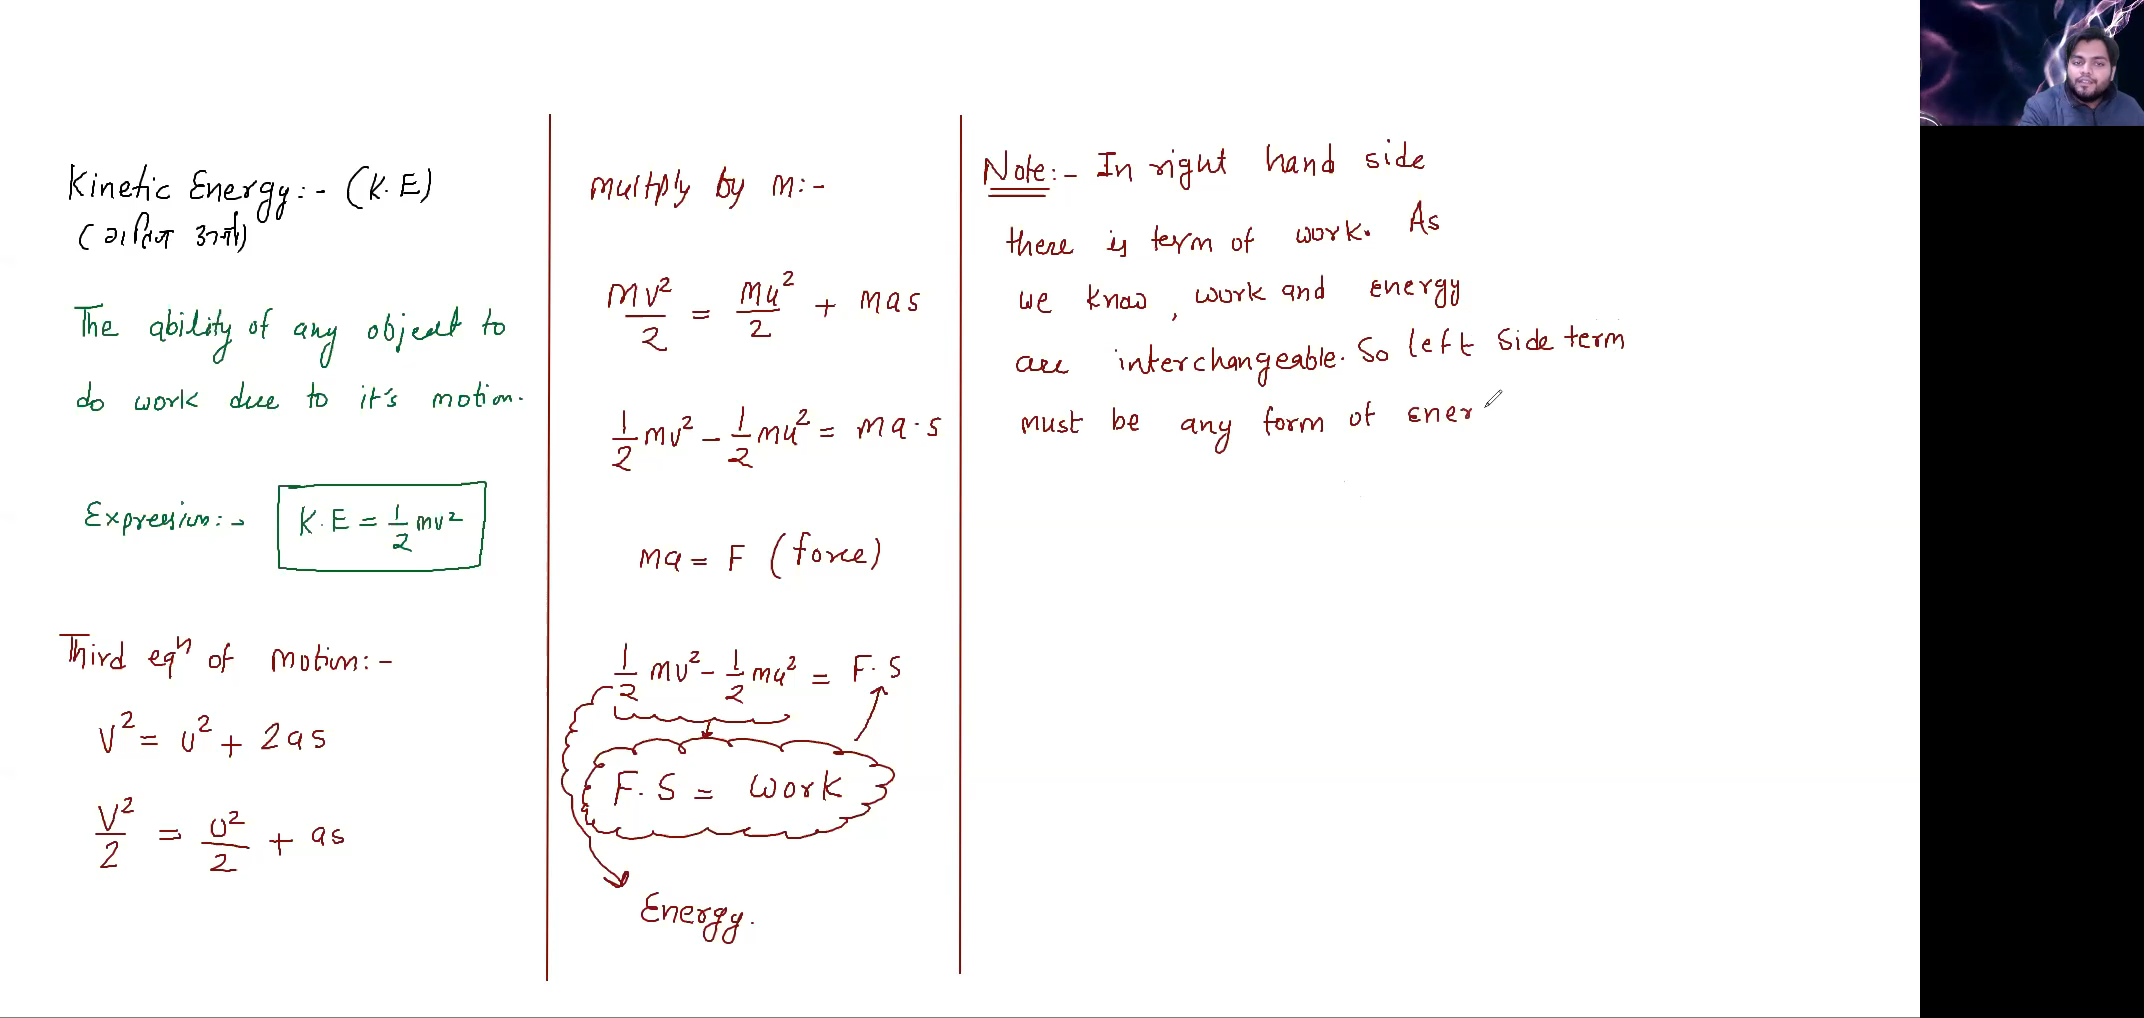 Kinetic Energy:- (K.E)
(गतिज ऊर्जा)
The ability of any object to
do work due to it's motion.
Expression:→ K.E = 1/2 mv²
Third eqⁿ of motion:-
V² = u² + 2as
V²/2 = u²/2 + as
multiply by m:-
mv²/2 = mu²/2 + mas
1/2 mv² - 1/2 mu² = ma·s
ma = F (force)
1/2 mv² - 1/2 mu² = F·S
F·S = Work
Energy.
Note:- In right hand side
there is term of work. As
we know, work and energy
are interchangeable. So left side term
must be any form of ener